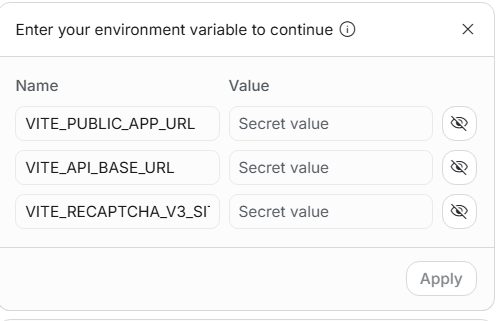 Enter your environment variable to continue
Name Value
VITE_PUBLIC_APP_URL Secret value
VITE_API_BASE_URL Secret value
VITE_RECAPTCHA_V3_SI Secret value
Apply